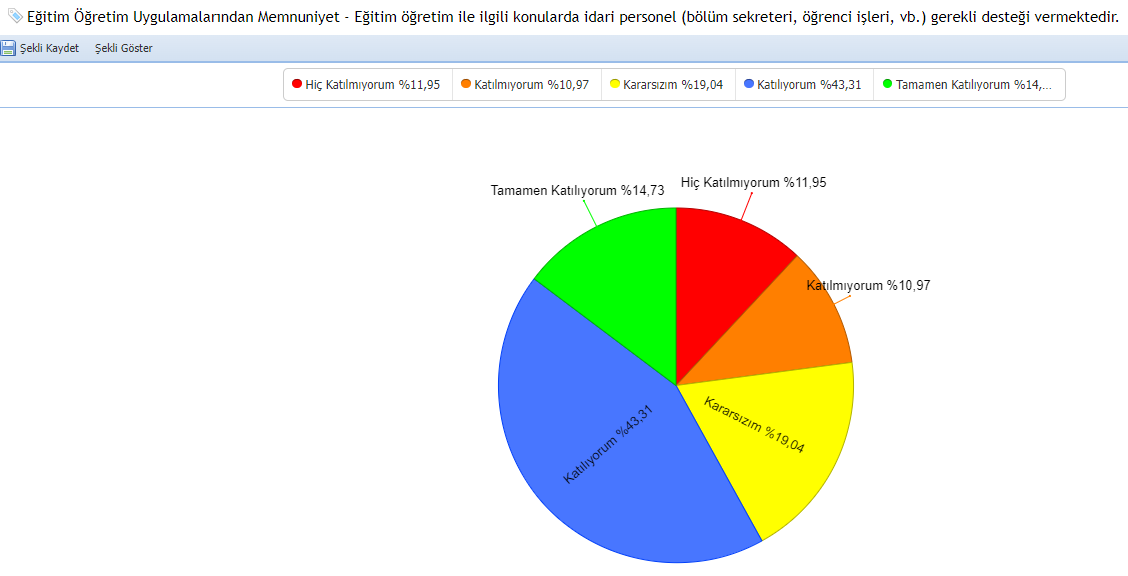 Eğitim Öğretim Uygulamalarından Memnuniyet - Eğitim öğretim ile ilgili konularda idari personel (bölüm sekreteri, öğrenci işleri, vb.) gerekli desteği vermektedir.
Şekli Kaydet Şekli Göster
Hiç Katılmıyorum %11,95 Katılmıyorum %10,97 Kararsızım %19,04 Katılıyorum %43,31 Tamamen Katılıyorum %14,...
Hiç Katılmıyorum %11,95
Tamamen Katılıyorum %14,73
Katılmıyorum %10,97
Kararsızım %19,04
Katılıyorum %43,31